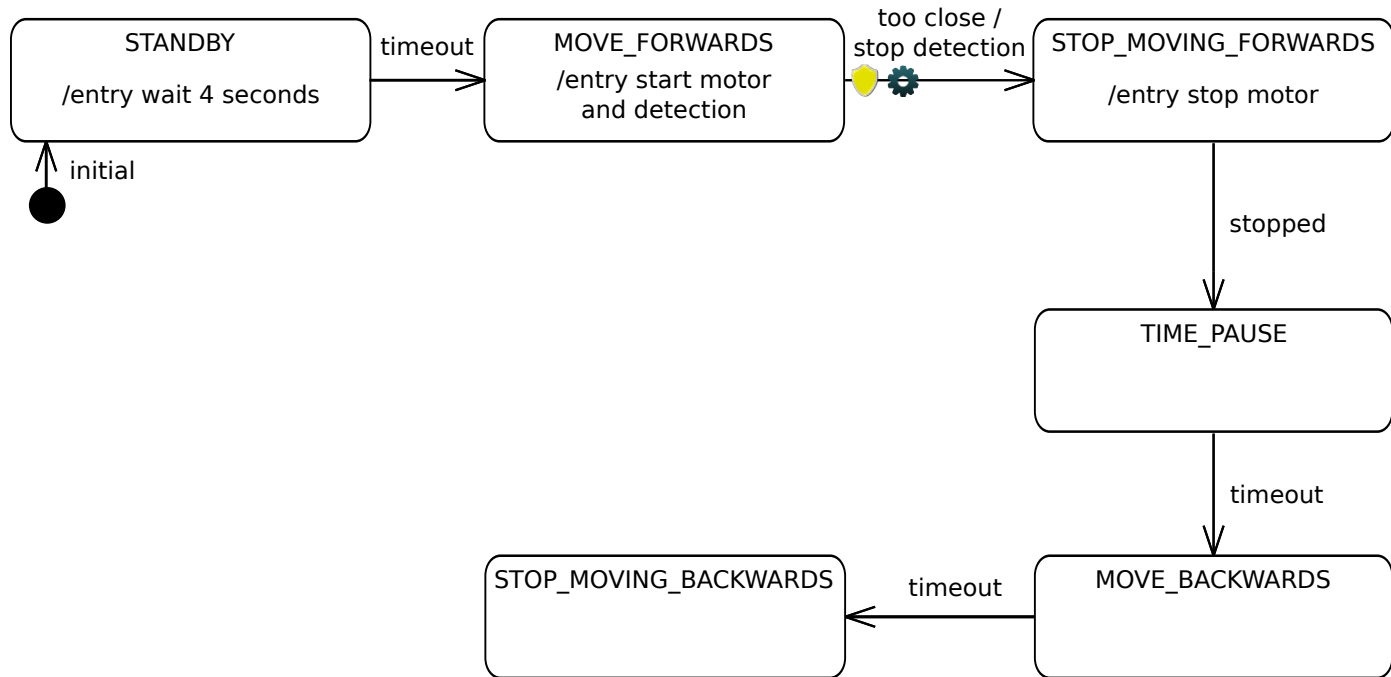 STANDBY
/entry wait 4 seconds
timeout
MOVE_FORWARDS
/entry start motor
and detection
too close /
stop detection
STOP_MOVING_FORWARDS
/entry stop motor
initial
stopped
TIME_PAUSE
timeout
MOVE_BACKWARDS
timeout
STOP_MOVING_BACKWARDS